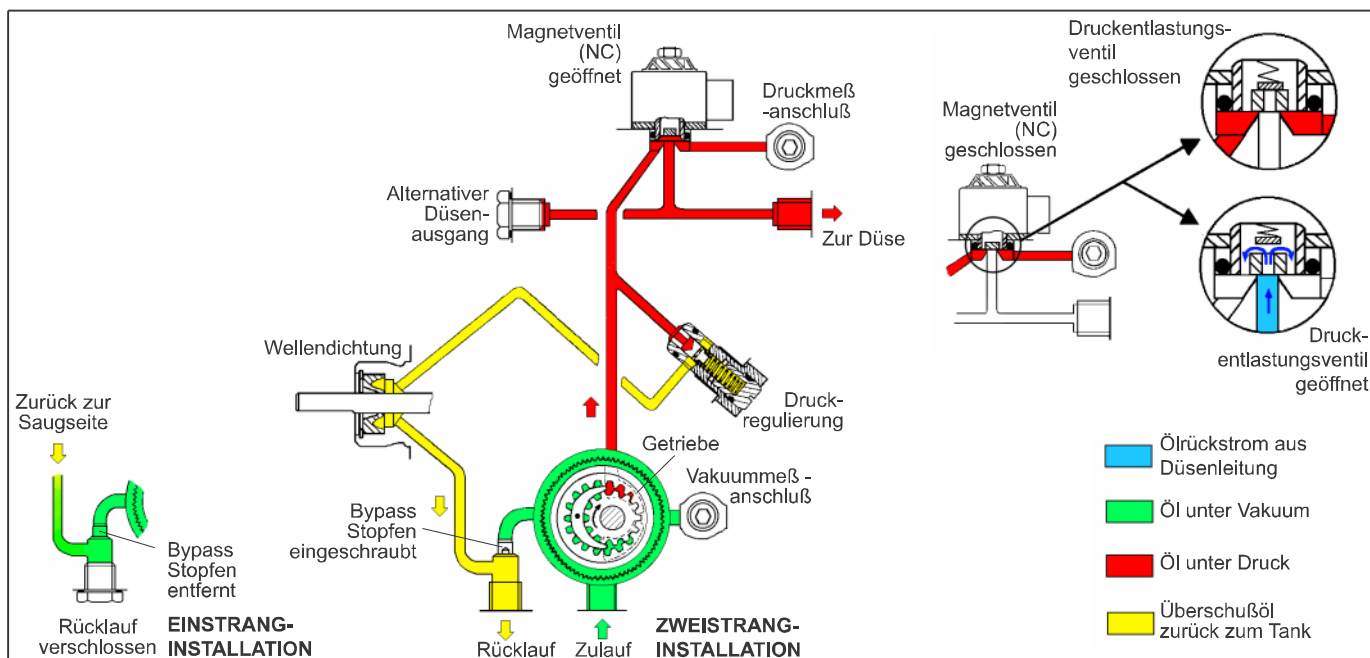 Magnetventil
(NC)
geöffnet
Druckmeß
-anschluß
Alternativer
Düsen-
ausgang
Zur Düse
Wellendichtung
Druck-
regulierung
Zurück zur
Saugseite
Getriebe
Vakuummeß -
anschluß
Bypass
Stopfen
eingeschraubt
Bypass
Stopfen
entfernt
Rücklauf
verschlossen
EINSTRANG-
INSTALLATION
Rücklauf
Zulauf
ZWEISTRANG-
INSTALLATION
Druckentlastungs-
ventil
geschlossen
Magnetventil
(NC)
geschlossen
Druck-
entlastungsventil
geöffnet
Ölrückstrom aus
Düsenleitung
Öl unter Vakuum
Öl unter Druck
Überschußöl
zurück zum Tank